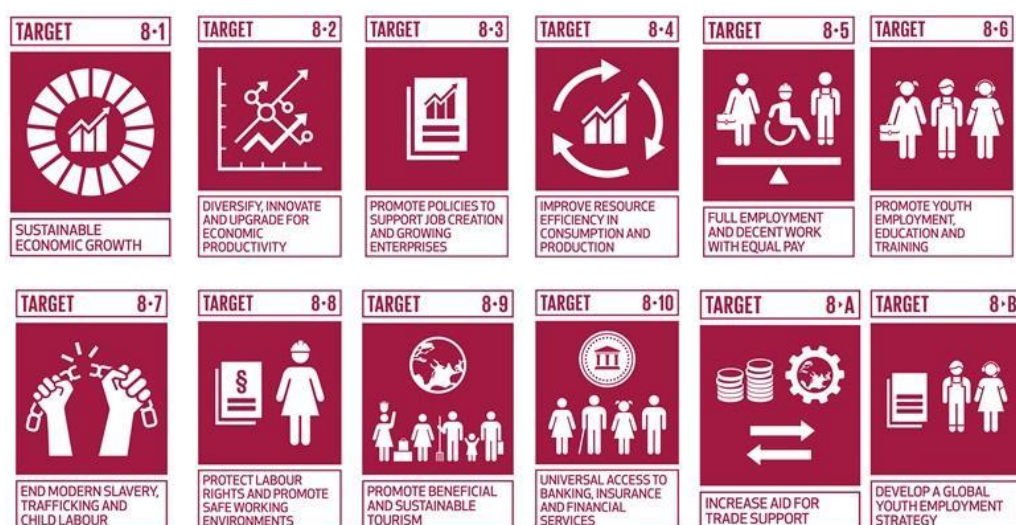 TARGET 8·1
SUSTAINABLE
ECONOMIC GROWTH
TARGET 8·2
DIVERSIFY, INNOVATE
AND UPGRADE FOR
ECONOMIC
PRODUCTIVITY
TARGET 8·3
PROMOTE POLICIES TO
SUPPORT JOB CREATION
AND GROWING
ENTERPRISES
TARGET 8·4
IMPROVE RESOURCE
EFFICIENCY IN
CONSUMPTION AND
PRODUCTION
TARGET 8·5
FULL EMPLOYMENT
AND DECENT WORK
WITH EQUAL PAY
TARGET 8·6
PROMOTE YOUTH
EMPLOYMENT,
EDUCATION AND
TRAINING
TARGET 8·7
END MODERN SLAVERY,
TRAFFICKING AND
CHILD LABOUR
TARGET 8·8
§
PROTECT LABOUR
RIGHTS AND PROMOTE
SAFE WORKING
ENVIRONMENTS
TARGET 8·9
PROMOTE BENEFICIAL
AND SUSTAINABLE
TOURISM
TARGET 8·10
UNIVERSAL ACCESS TO
BANKING, INSURANCE
AND FINANCIAL
SERVICES
TARGET 8·A
INCREASE AID FOR
TRADE SUPPORT
TARGET 8·B
DEVELOP A GLOBAL
YOUTH EMPLOYMENT
STRATEGY